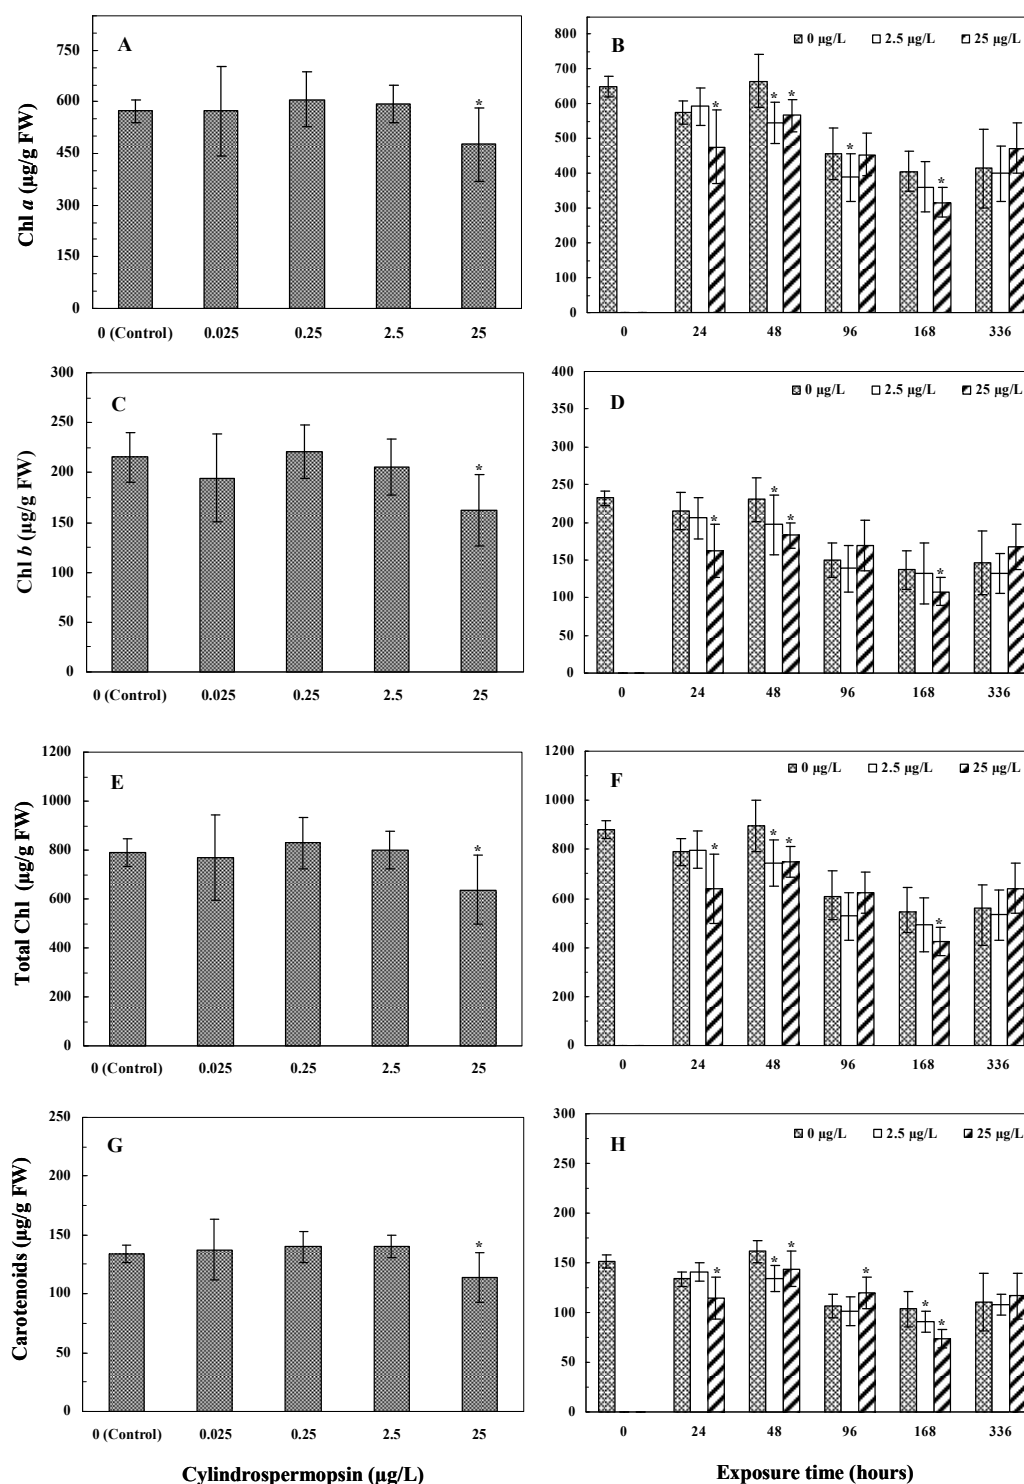 A
Chl a (µg/g FW)
750
600
450
300
150
0
0 (Control) 0.025 0.25 2.5 25
*
B
0 µg/L 2.5 µg/L 25 µg/L
800
700
600
500
400
300
200
100
0
0 24 48 96 168 336
* * * * *
C
Chl b (µg/g FW)
300
250
200
150
100
50
0
0 (Control) 0.025 0.25 2.5 25
*
D
0 µg/L 2.5 µg/L 25 µg/L
400
350
300
250
200
150
100
50
0
0 24 48 96 168 336
* * * *
E
Total Chl (µg/g FW)
1200
1000
800
600
400
200
0
0 (Control) 0.025 0.25 2.5 25
*
F
0 µg/L 2.5 µg/L 25 µg/L
1200
1000
800
600
400
200
0
0 24 48 96 168 336
* * * *
G
Carotenoids (µg/g FW)
250
200
150
100
50
0
0 (Control) 0.025 0.25 2.5 25
*
Cylindrospermopsin (µg/L)
H
0 µg/L 2.5 µg/L 25 µg/L
300
250
200
150
100
50
0
0 24 48 96 168 336
* * * * * *
Exposure time (hours)